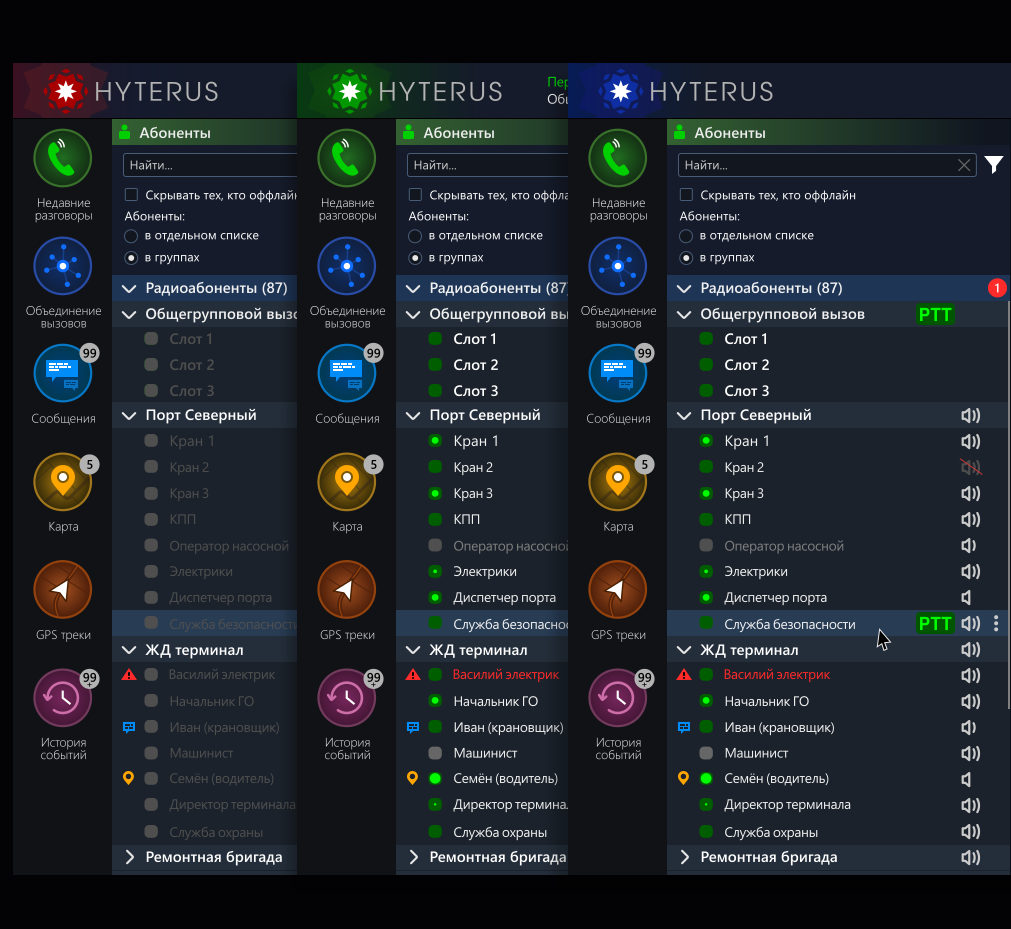 HYTERUS
Абоненты
Найти...
Скрывать тех, кто оффлайн
Абоненты:
в отдельном списке
в группах
Недавние
разговоры
Объединение
вызовов
99
Сообщения
5
Карта
GPS треки
99+
История
событий
Радиоабоненты (87)
Общегрупповой вызо
Слот 1
Слот 2
Слот 3
Порт Северный
Кран 1
Кран 2
Кран 3
КПП
Оператор насосной
Электрики
Диспетчер порта
Служба безопасности
ЖД терминал
Василий электрик
Начальник ГО
Иван (крановщик)
Машинист
Семён (водитель)
Директор терминала
Служба охраны
Ремонтная бригада
HYTERUS
Пер
Общ
Абоненты
Найти...
Скрывать тех, кто оффла
Абоненты:
в отдельном списке
в группах
Недавние
разговоры
Объединение
вызовов
99
Сообщения
5
Карта
GPS треки
99+
История
событий
Радиоабоненты (87)
Общегрупповой вы
Слот 1
Слот 2
Слот 3
Порт Северный
Кран 1
Кран 2
Кран 3
КПП
Оператор насосной
Электрики
Диспетчер порта
Служба безопасно
ЖД терминал
Василий электрик
Начальник ГО
Иван (крановщик)
Машинист
Семён (водитель)
Директор термина.
Служба охраны
Ремонтная бригада
HYTERUS
Абоненты
Найти...
Скрывать тех, кто оффлайн
Абоненты:
в отдельном списке
в группах
Недавние
разговоры
Объединение
вызовов
99
Сообщения
5
Карта
GPS треки
99+
История
событий
Радиоабоненты (87) 1
Общегрупповой вызов PTT
Слот 1
Слот 2
Слот 3
Порт Северный
Кран 1
Кран 2
Кран 3
КПП
Оператор насосной
Электрики
Диспетчер порта
Служба безопасности PTT
ЖД терминал
Василий электрик
Начальник ГО
Иван (крановщик)
Машинист
Семён (водитель)
Директор терминала
Служба охраны
Ремонтная бригада